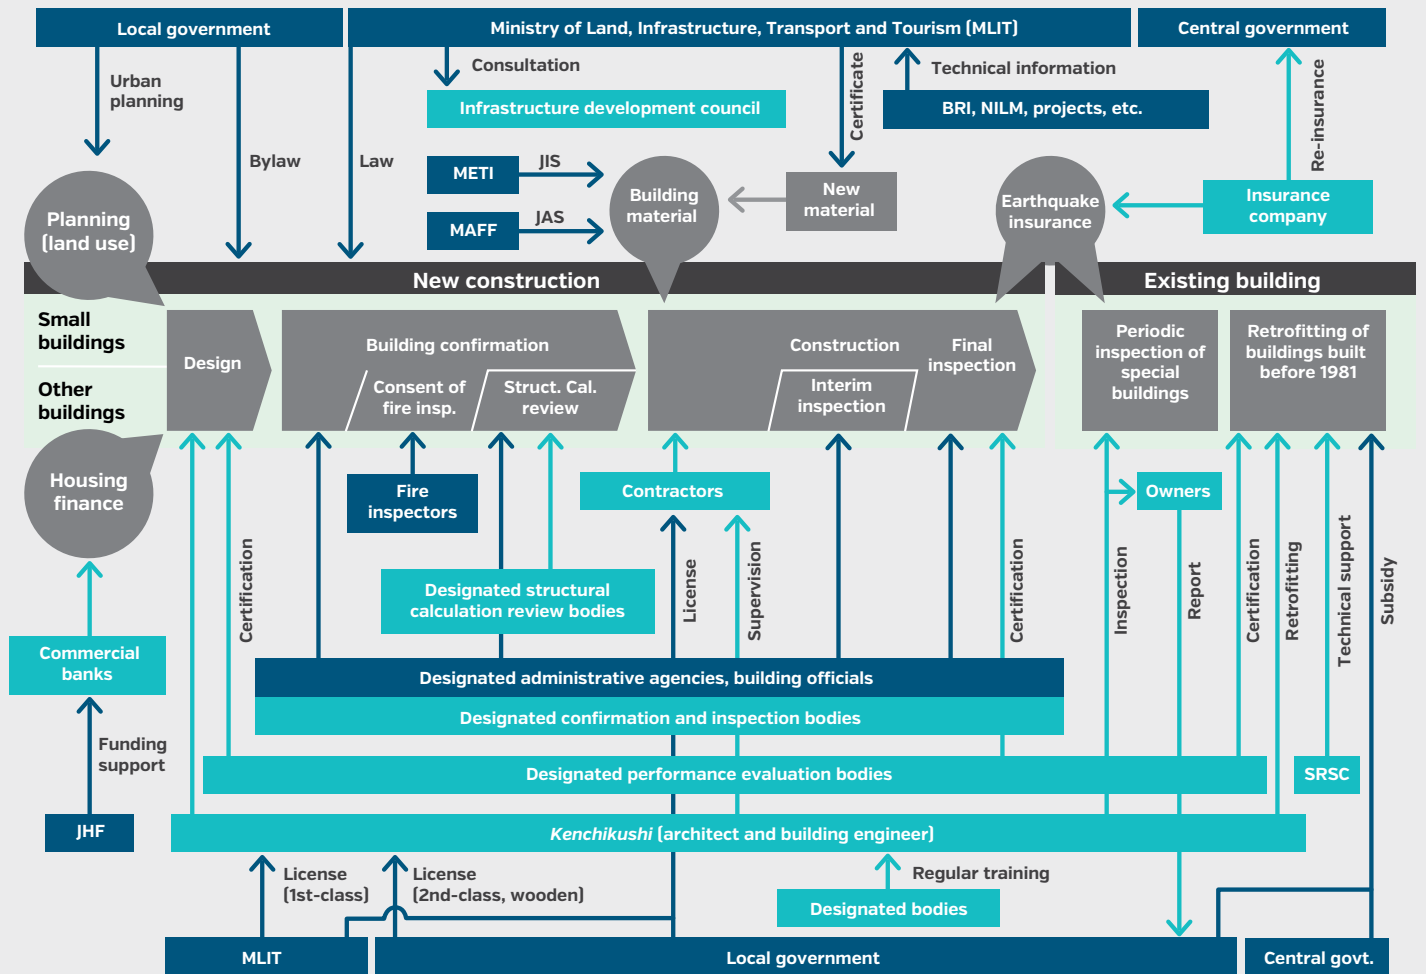 Local government
Ministry of Land, Infrastructure, Transport and Tourism (MLIT)
Central government
Urban
planning
Bylaw
Law
Consultation
Infrastructure development council
Certificate
Technical information
BRI, NILM, projects, etc.
Re-insurance
METI
JIS
MAFF
JAS
Building
material
New
material
Earthquake
insurance
Insurance
company
Planning
(land use)
New construction
Existing building
Small
buildings
Other
buildings
Design
Building confirmation
Consent of
fire insp.
Struct. Cal.
review
Construction
Interim
inspection
Final
inspection
Periodic
inspection of
special
buildings
Retrofitting of
buildings built
before 1981
Housing
finance
Fire
inspectors
Contractors
Owners
Certification
Designated structural
calculation review bodies
License
Supervision
Certification
Inspection
Report
Certification
Retrofitting
Technical support
Subsidy
Commercial
banks
Designated administrative agencies, building officials
Designated confirmation and inspection bodies
Funding
support
Designated performance evaluation bodies
SRSC
JHF
Kenchikushi (architect and building engineer)
License
(1st-class)
License
(2nd-class, wooden)
Regular training
Designated bodies
MLIT
Local government
Central govt.